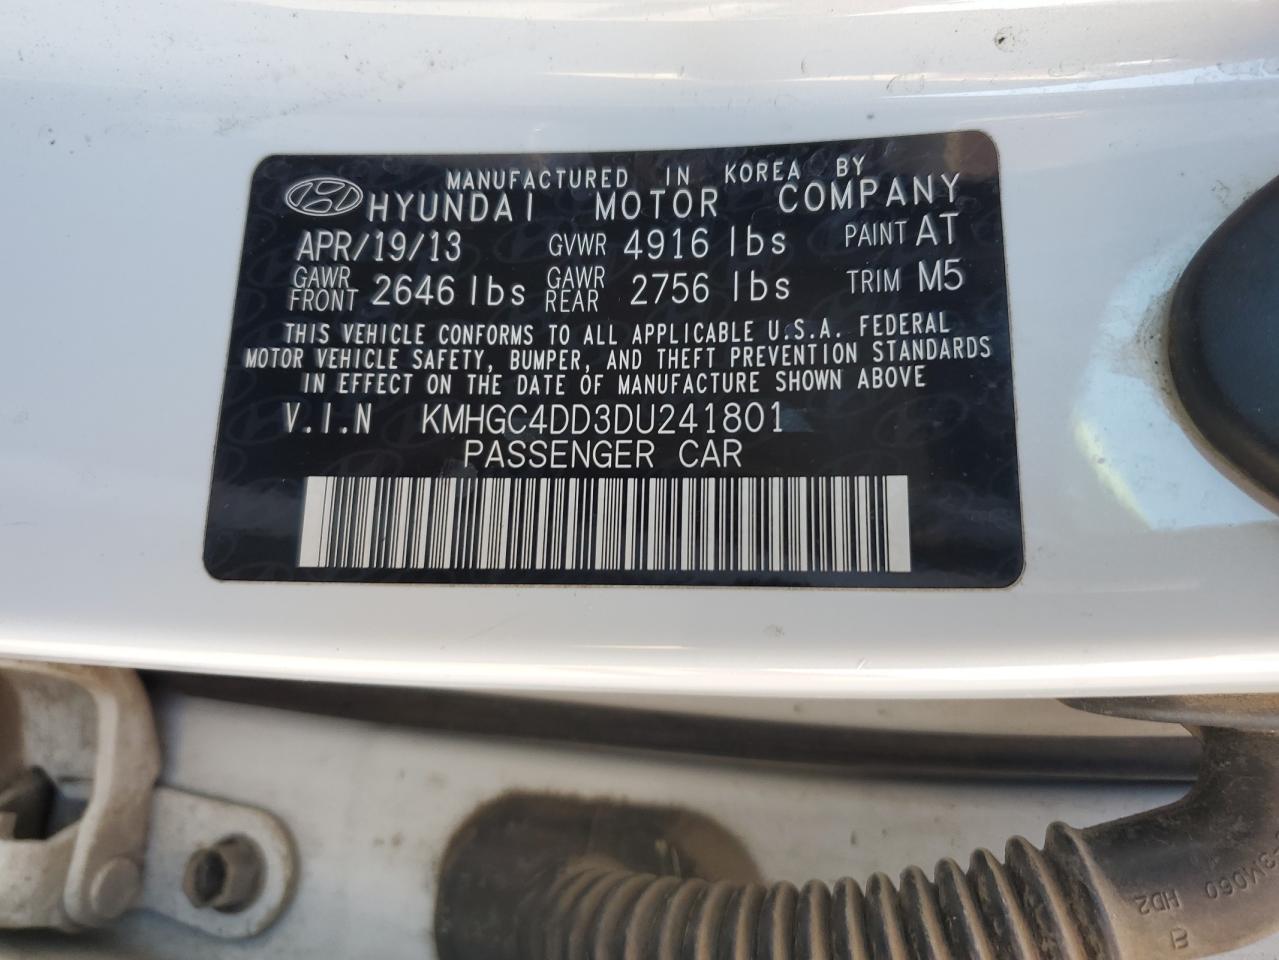 MANUFACTURED IN KOREA BY
HYUNDAI MOTOR COMPANY
APR/19/13 GVWR 4916 lbs PAINT AT
GAWR FRONT 2646 lbs GAWR REAR 2756 lbs TRIM M5
THIS VEHICLE CONFORMS TO ALL APPLICABLE U.S.A. FEDERAL
MOTOR VEHICLE SAFETY, BUMPER, AND THEFT PREVENTION STANDARDS
IN EFFECT ON THE DATE OF MANUFACTURE SHOWN ABOVE
V.I.N KMHGC4DD3DU241801
PASSENGER CAR
-3M060
HD2
B